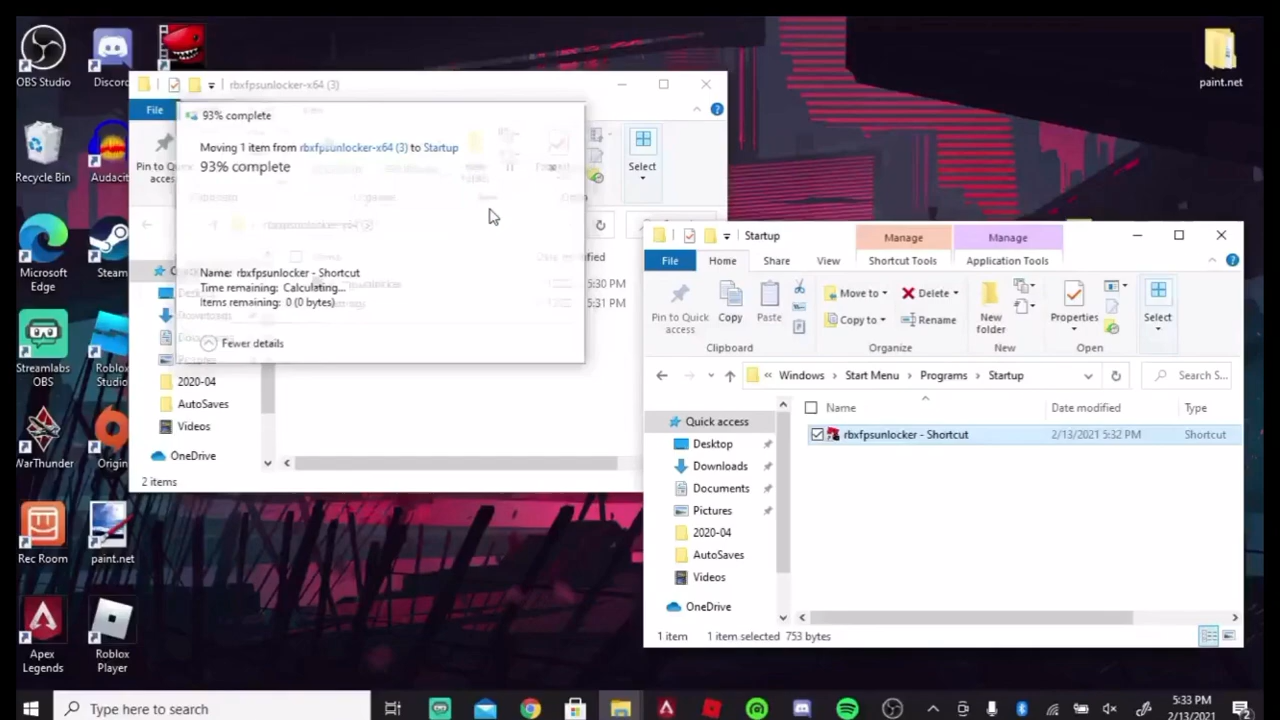 OBS Studio
Discord
Recycle Bin
Audacit
Microsoft
Edge
Steam
Streamlabs
OBS
Roblox
Studio
WarThunder
Origin
Rec Room
paint.net
Apex
Legends
Roblox
Player
paint.net
rbxfpsunlocker-x64 (3)
File
Pin to Quick
access
Select
93% complete
Moving 1 item from rbxfpsunlocker-x64 (3) to Startup
93% complete
Name: rbxfpsunlocker - Shortcut
Time remaining: Calculating...
Items remaining: 0 (0 bytes)
Fewer details
5:30 PM
5:31 PM
2020-04
AutoSaves
Videos
OneDrive
2 items
Startup
Manage
Manage
File
Home
Share
View
Shortcut Tools
Application Tools
Pin to Quick
access
Copy
Paste
Move to
Copy to
Delete
Rename
New
folder
Properties
Select
Clipboard
Organize
New
Open
« Windows > Start Menu > Programs > Startup
Search S...
Name
Date modified
Type
rbxfpsunlocker - Shortcut
2/13/2021 5:32 PM
Shortcut
Quick access
Desktop
Downloads
Documents
Pictures
2020-04
AutoSaves
Videos
OneDrive
1 item
1 item selected 753 bytes
Type here to search
5:33 PM
2/13/2021
2